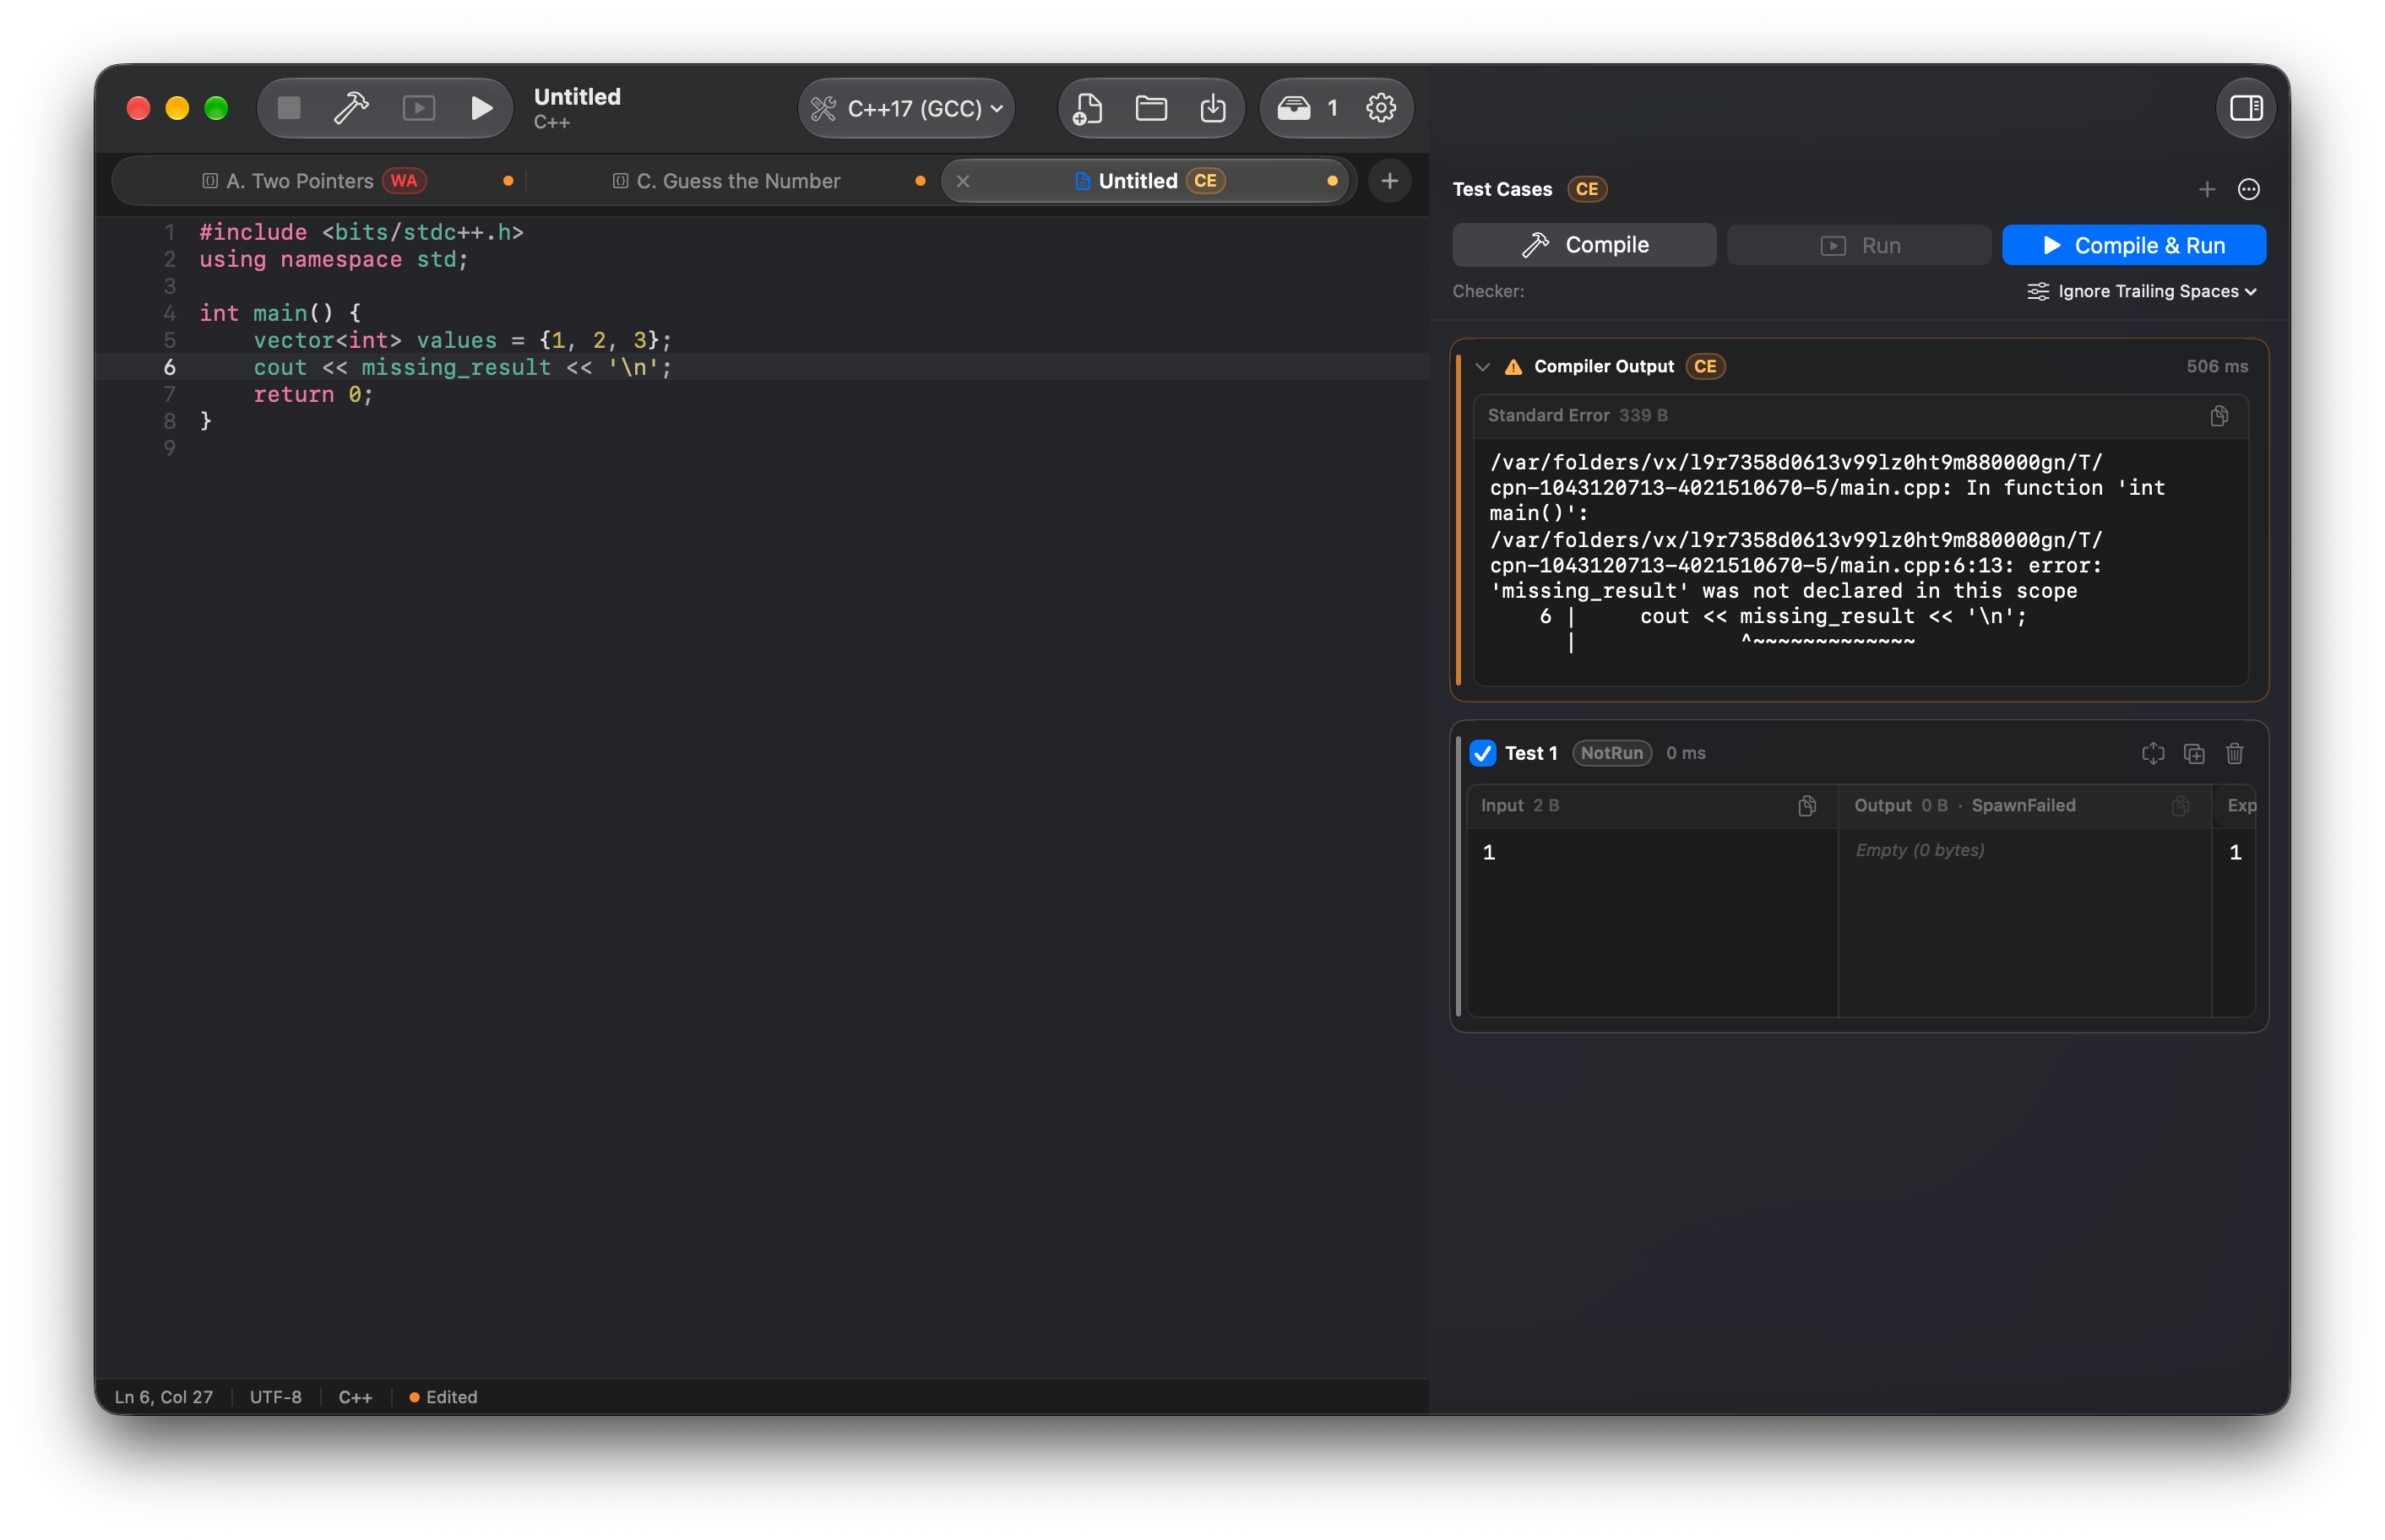 Untitled
C++
C++17 (GCC)
1
A. Two Pointers WA
C. Guess the Number
Untitled CE
1 #include <bits/stdc++.h>
2 using namespace std;
3
4 int main() {
5     vector<int> values = {1, 2, 3};
6     cout << missing_result << '\n';
7     return 0;
8 }
9
Ln 6, Col 27
UTF-8
C++
Edited
Test Cases CE
Compile
Run
Compile & Run
Checker:
Ignore Trailing Spaces
Compiler Output CE 506 ms
Standard Error 339 B
/var/folders/vx/l9r7358d0613v99lz0ht9m880000gn/T/
cpn-1043120713-4021510670-5/main.cpp: In function 'int
main()':
/var/folders/vx/l9r7358d0613v99lz0ht9m880000gn/T/
cpn-1043120713-4021510670-5/main.cpp:6:13: error:
'missing_result' was not declared in this scope
    6 |     cout << missing_result << '\n';
      |             ^~~~~~~~~~~~~~
Test 1 NotRun 0 ms
Input 2 B
1
Output 0 B · SpawnFailed
Empty (0 bytes)
Exp
1